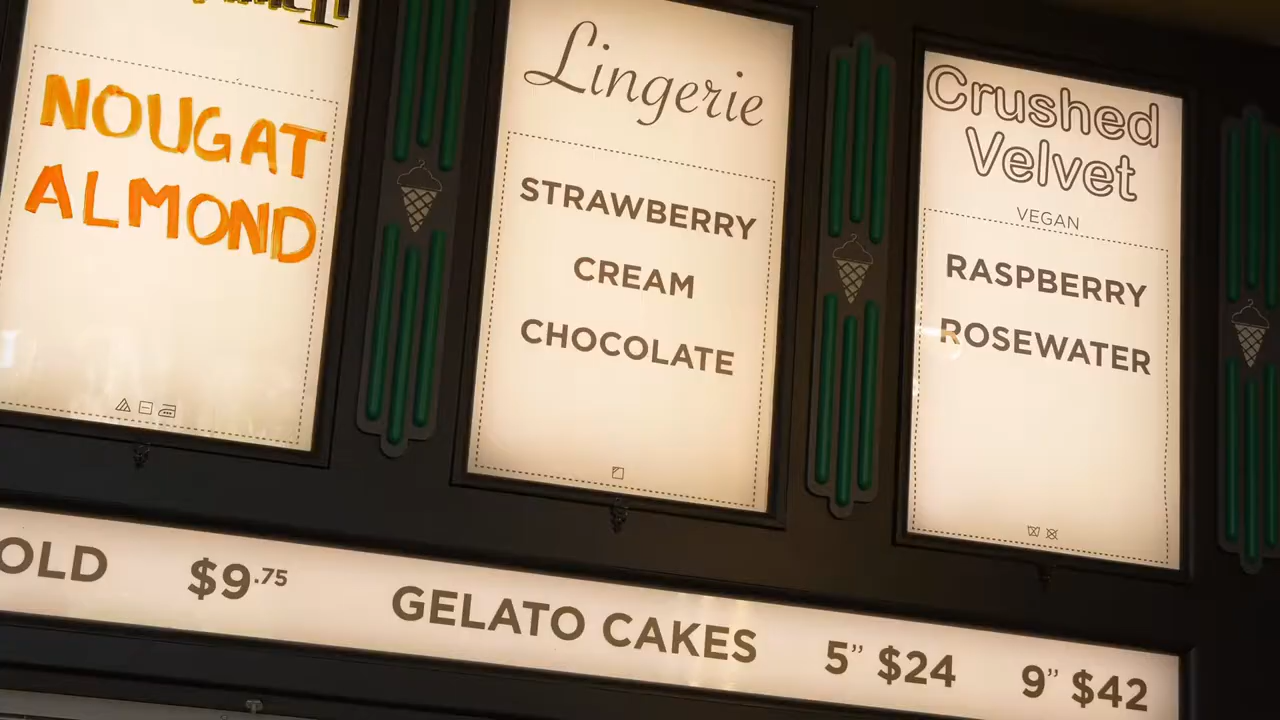 NOUGAT
ALMOND
Lingerie
STRAWBERRY
CREAM
CHOCOLATE
Crushed
Velvet
VEGAN
RASPBERRY
ROSEWATER
OLD $9.75 GELATO CAKES 5” $24 9” $42